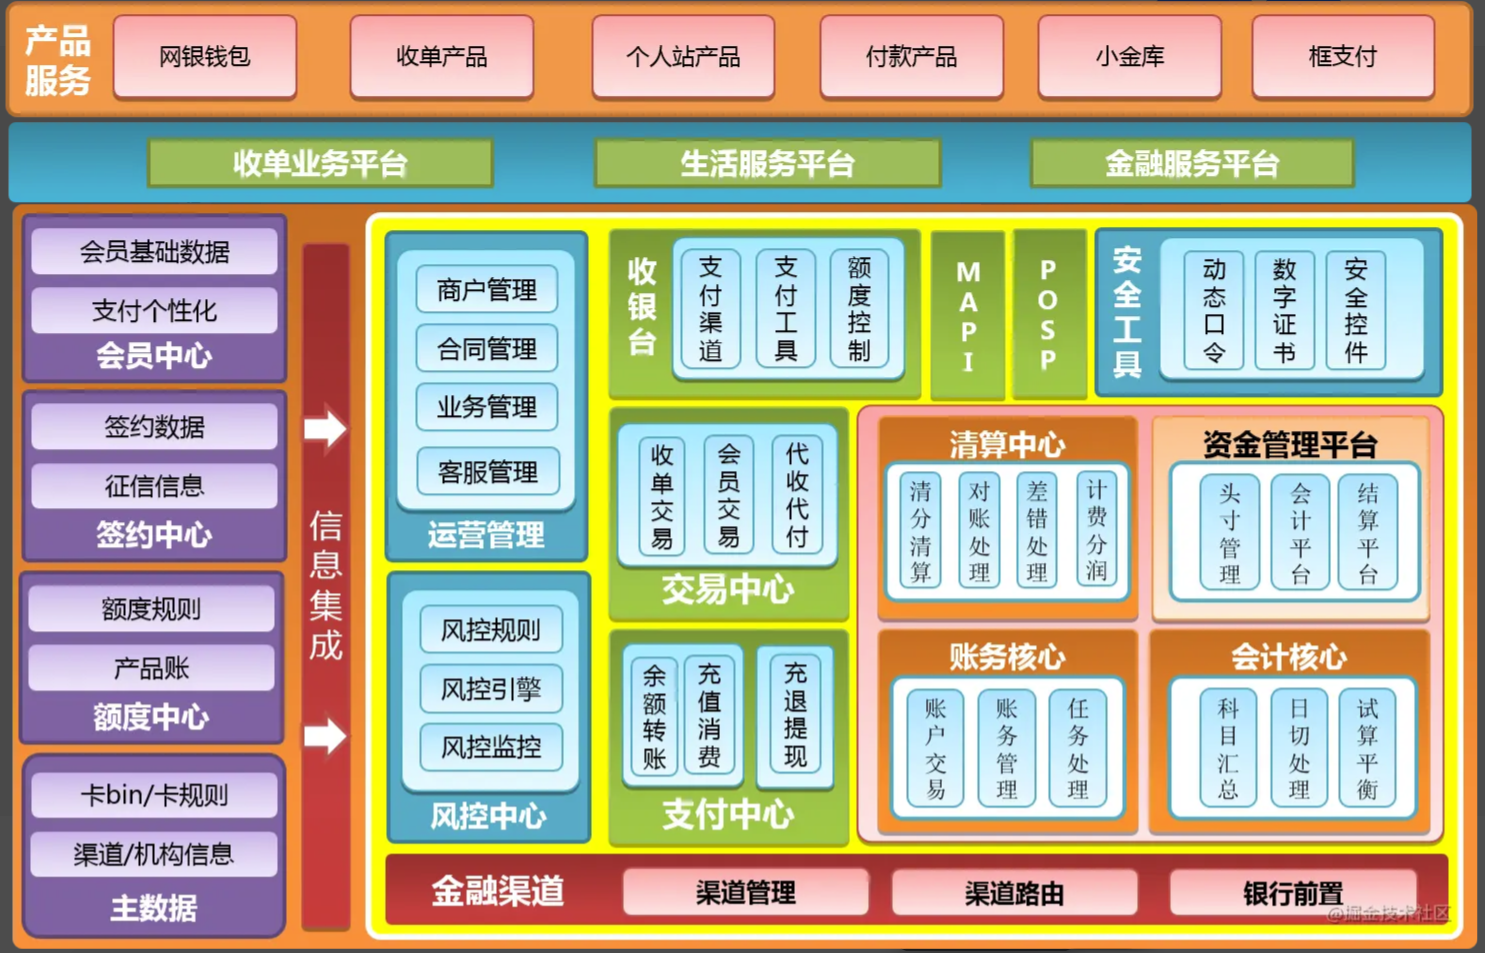 产品
服务
网银钱包
收单产品
个人站产品
付款产品
小金库
框支付
收单业务平台
生活服务平台
金融服务平台
会员基础数据
支付个性化
会员中心
签约数据
征信信息
签约中心
额度规则
产品账
额度中心
卡bin/卡规则
渠道/机构信息
主数据
信息集成
商户管理
合同管理
业务管理
客服管理
运营管理
风控规则
风控引擎
风控监控
风控中心
收银台
支付渠道
支付工具
额度控制
MAPI
POSP
安全工具
动态口令
数字证书
安全控件
收单交易
会员交易
代收代付
交易中心
余额转账
充值消费
充退提现
支付中心
清算中心
清分清算
对账处理
差错处理
计费分润
资金管理平台
头寸管理
会计平台
结算平台
账务核心
账户交易
账务管理
任务处理
会计核心
科目汇总
日切处理
试算平衡
金融渠道
渠道管理
渠道路由
银行前置
@掘金技术社区